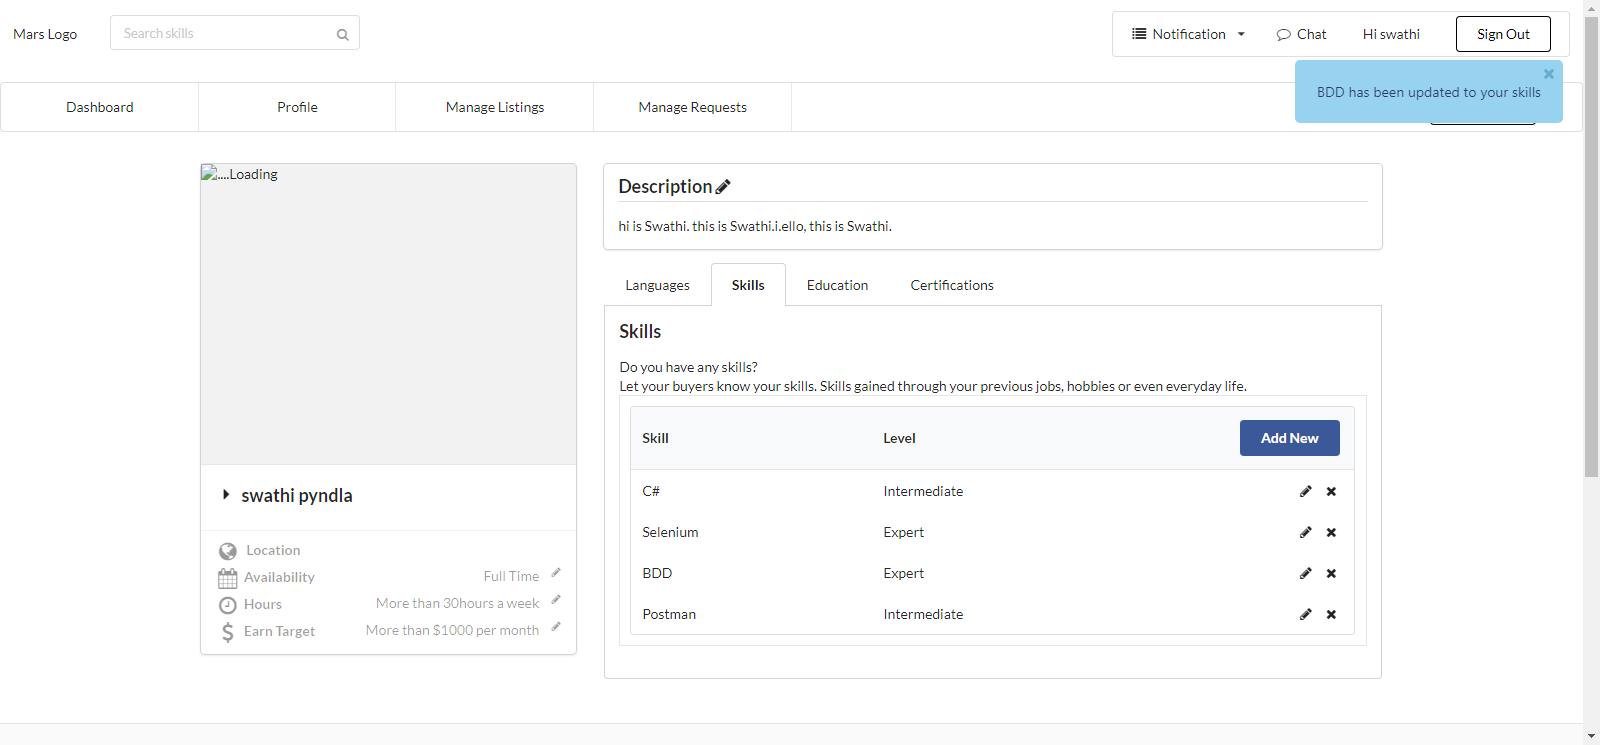 Mars Logo
Search skills
Notification
Chat
Hi swathi
Sign Out
BDD has been updated to your skills
Dashboard
Profile
Manage Listings
Manage Requests
....Loading
swathi pyndla
Location
Availability
Full Time
Hours
More than 30hours a week
Earn Target
More than $1000 per month
Description
hi is Swathi. this is Swathi.i.ello, this is Swathi.
Languages
Skills
Education
Certifications
Skills
Do you have any skills?
Let your buyers know your skills. Skills gained through your previous jobs, hobbies or even everyday life.
Skill Level Add New
C# Intermediate
Selenium Expert
BDD Expert
Postman Intermediate